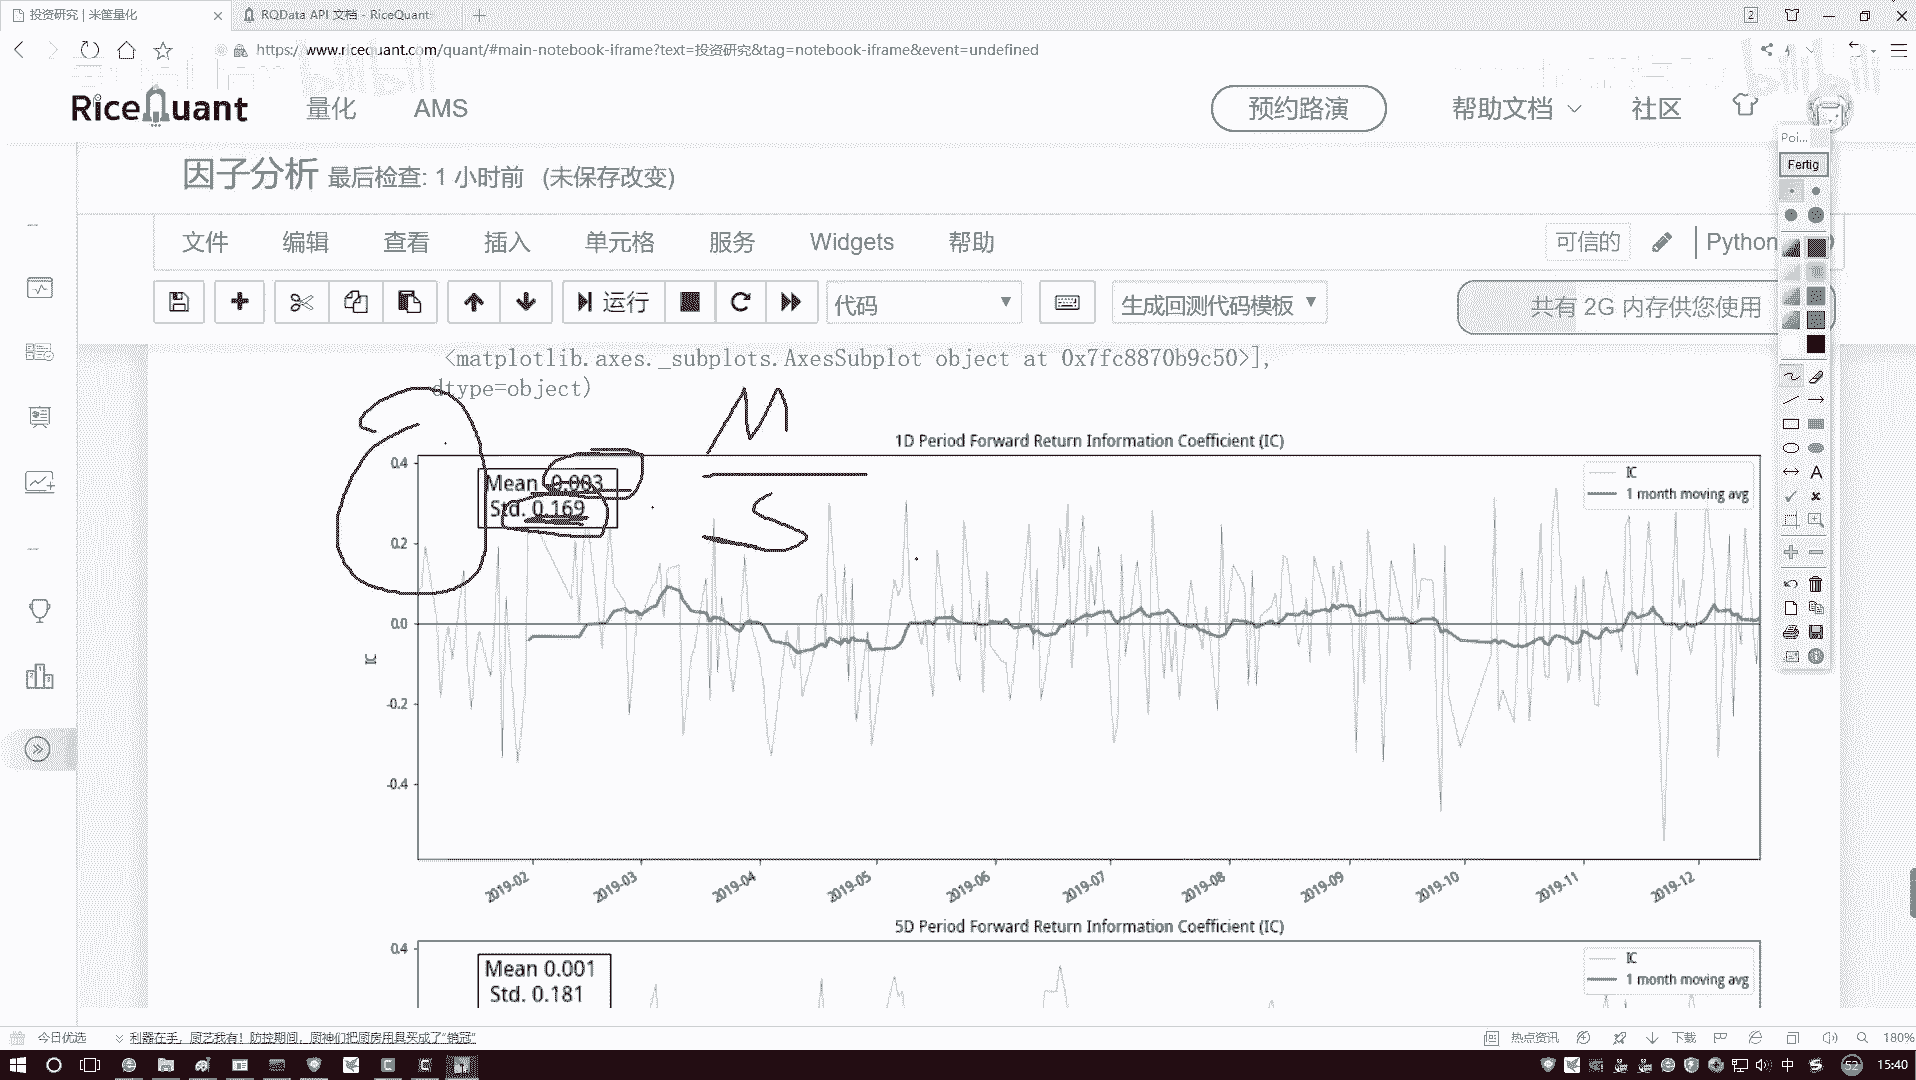 投资研究 | 米筐量化
RQData API 文档 - RiceQuant
2
https://www.ricequant.com/quant/#main-notebook-iframe?text=投资研究&tag=notebook-iframe&event=undefined
bilibili
RiceQuant
量化
AMS
预约路演
帮助文档
社区
Poi...
Fertig
因子分析 最后检查: 1 小时前 (未保存改变)
文件 编辑 查看 插入 单元格 服务 Widgets 帮助
可信的
Python
运行
代码
生成回测代码模板
共有 2G 内存供您使用
<matplotlib.axes._subplots.AxesSubplot object at 0x7fc8870b9c50>],
dtype=object)
M
S
1D Period Forward Return Information Coefficient (IC)
Mean 0.003
Std. 0.169
IC
1 month moving avg
0.4
0.2
0.0
-0.2
-0.4
IC
2019-02 2019-03 2019-04 2019-05 2019-06 2019-07 2019-08 2019-09 2019-10 2019-11 2019-12
5D Period Forward Return Information Coefficient (IC)
0.4
Mean 0.001
Std. 0.181
IC
1 month moving avg
今日优选
利器在手，厨艺我有！防控期间，厨神们把厨房用具买成了"销冠"
热点资讯
下载
180%
中
52
15:40